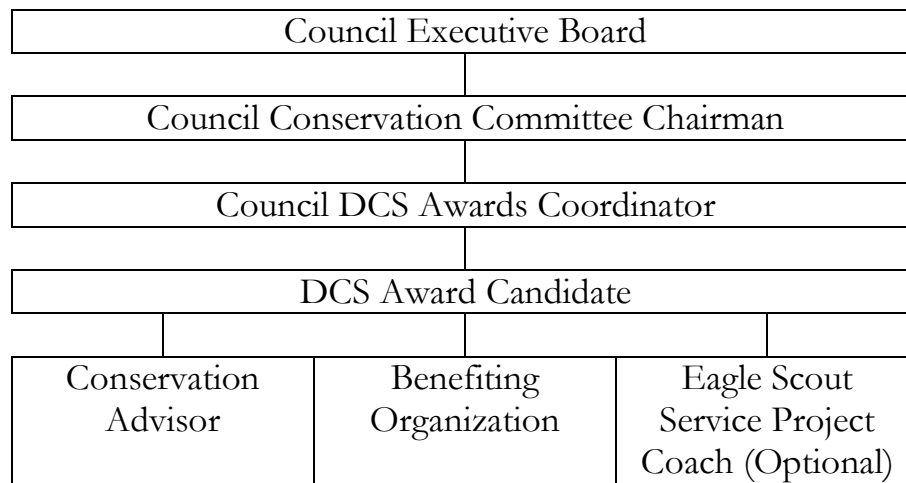 Council Executive Board
Council Conservation Committee Chairman
Council DCS Awards Coordinator
DCS Award Candidate
Conservation
Advisor
Benefiting
Organization
Eagle Scout
Service Project
Coach (Optional)